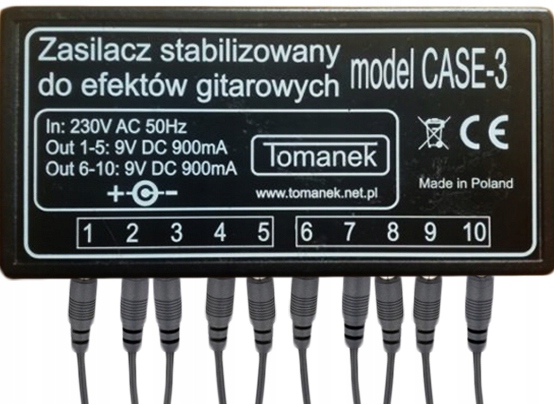 Zasilacz stabilizowany
do efektów gitarowych
model CASE-3
In: 230V AC 50Hz
Out 1-5: 9V DC 900mA
Out 6-10: 9V DC 900mA
+ -
Tomanek
www.tomanek.net.pl
CE
Made in Poland
1 2 3 4 5 6 7 8 9 10